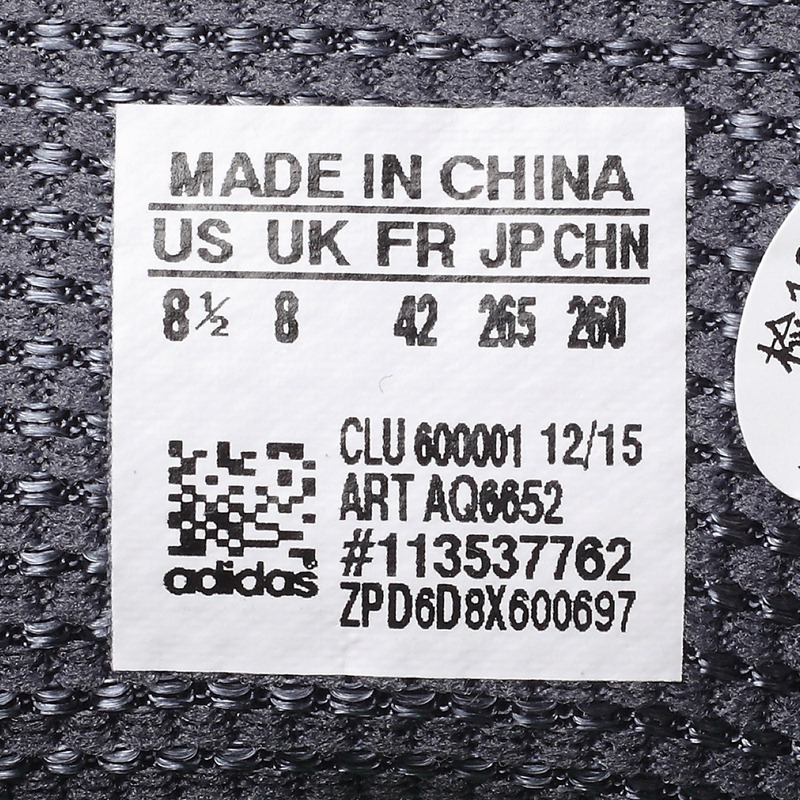 MADE IN CHINA
US UK FR JP CHN
8½ 8 42 265 260
CLU 600001 12/15
ART AQ6652
#113537762
ZPD6D8X600697
adidas®
检